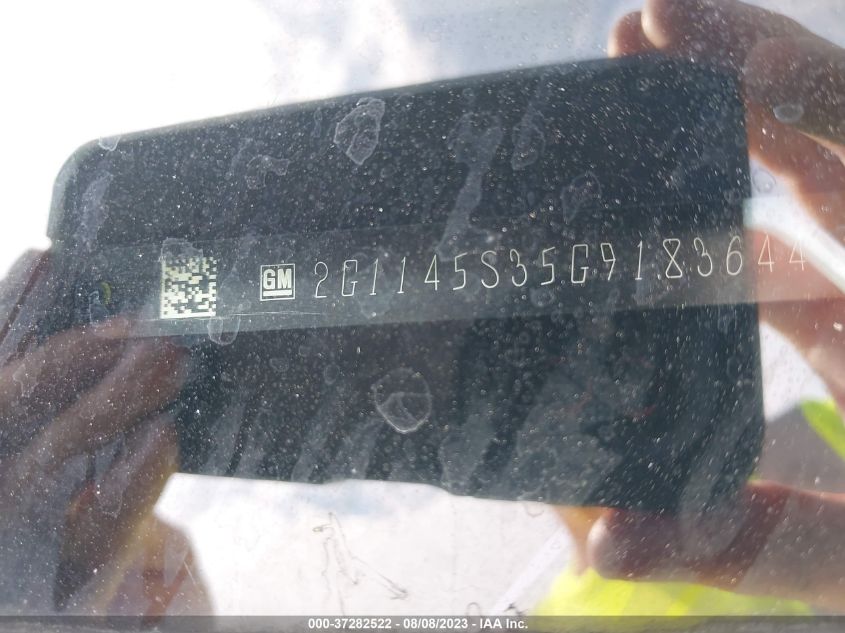 GM 2G1145S35G9183644
000-37282522 - 08/08/2023 - IAA Inc.